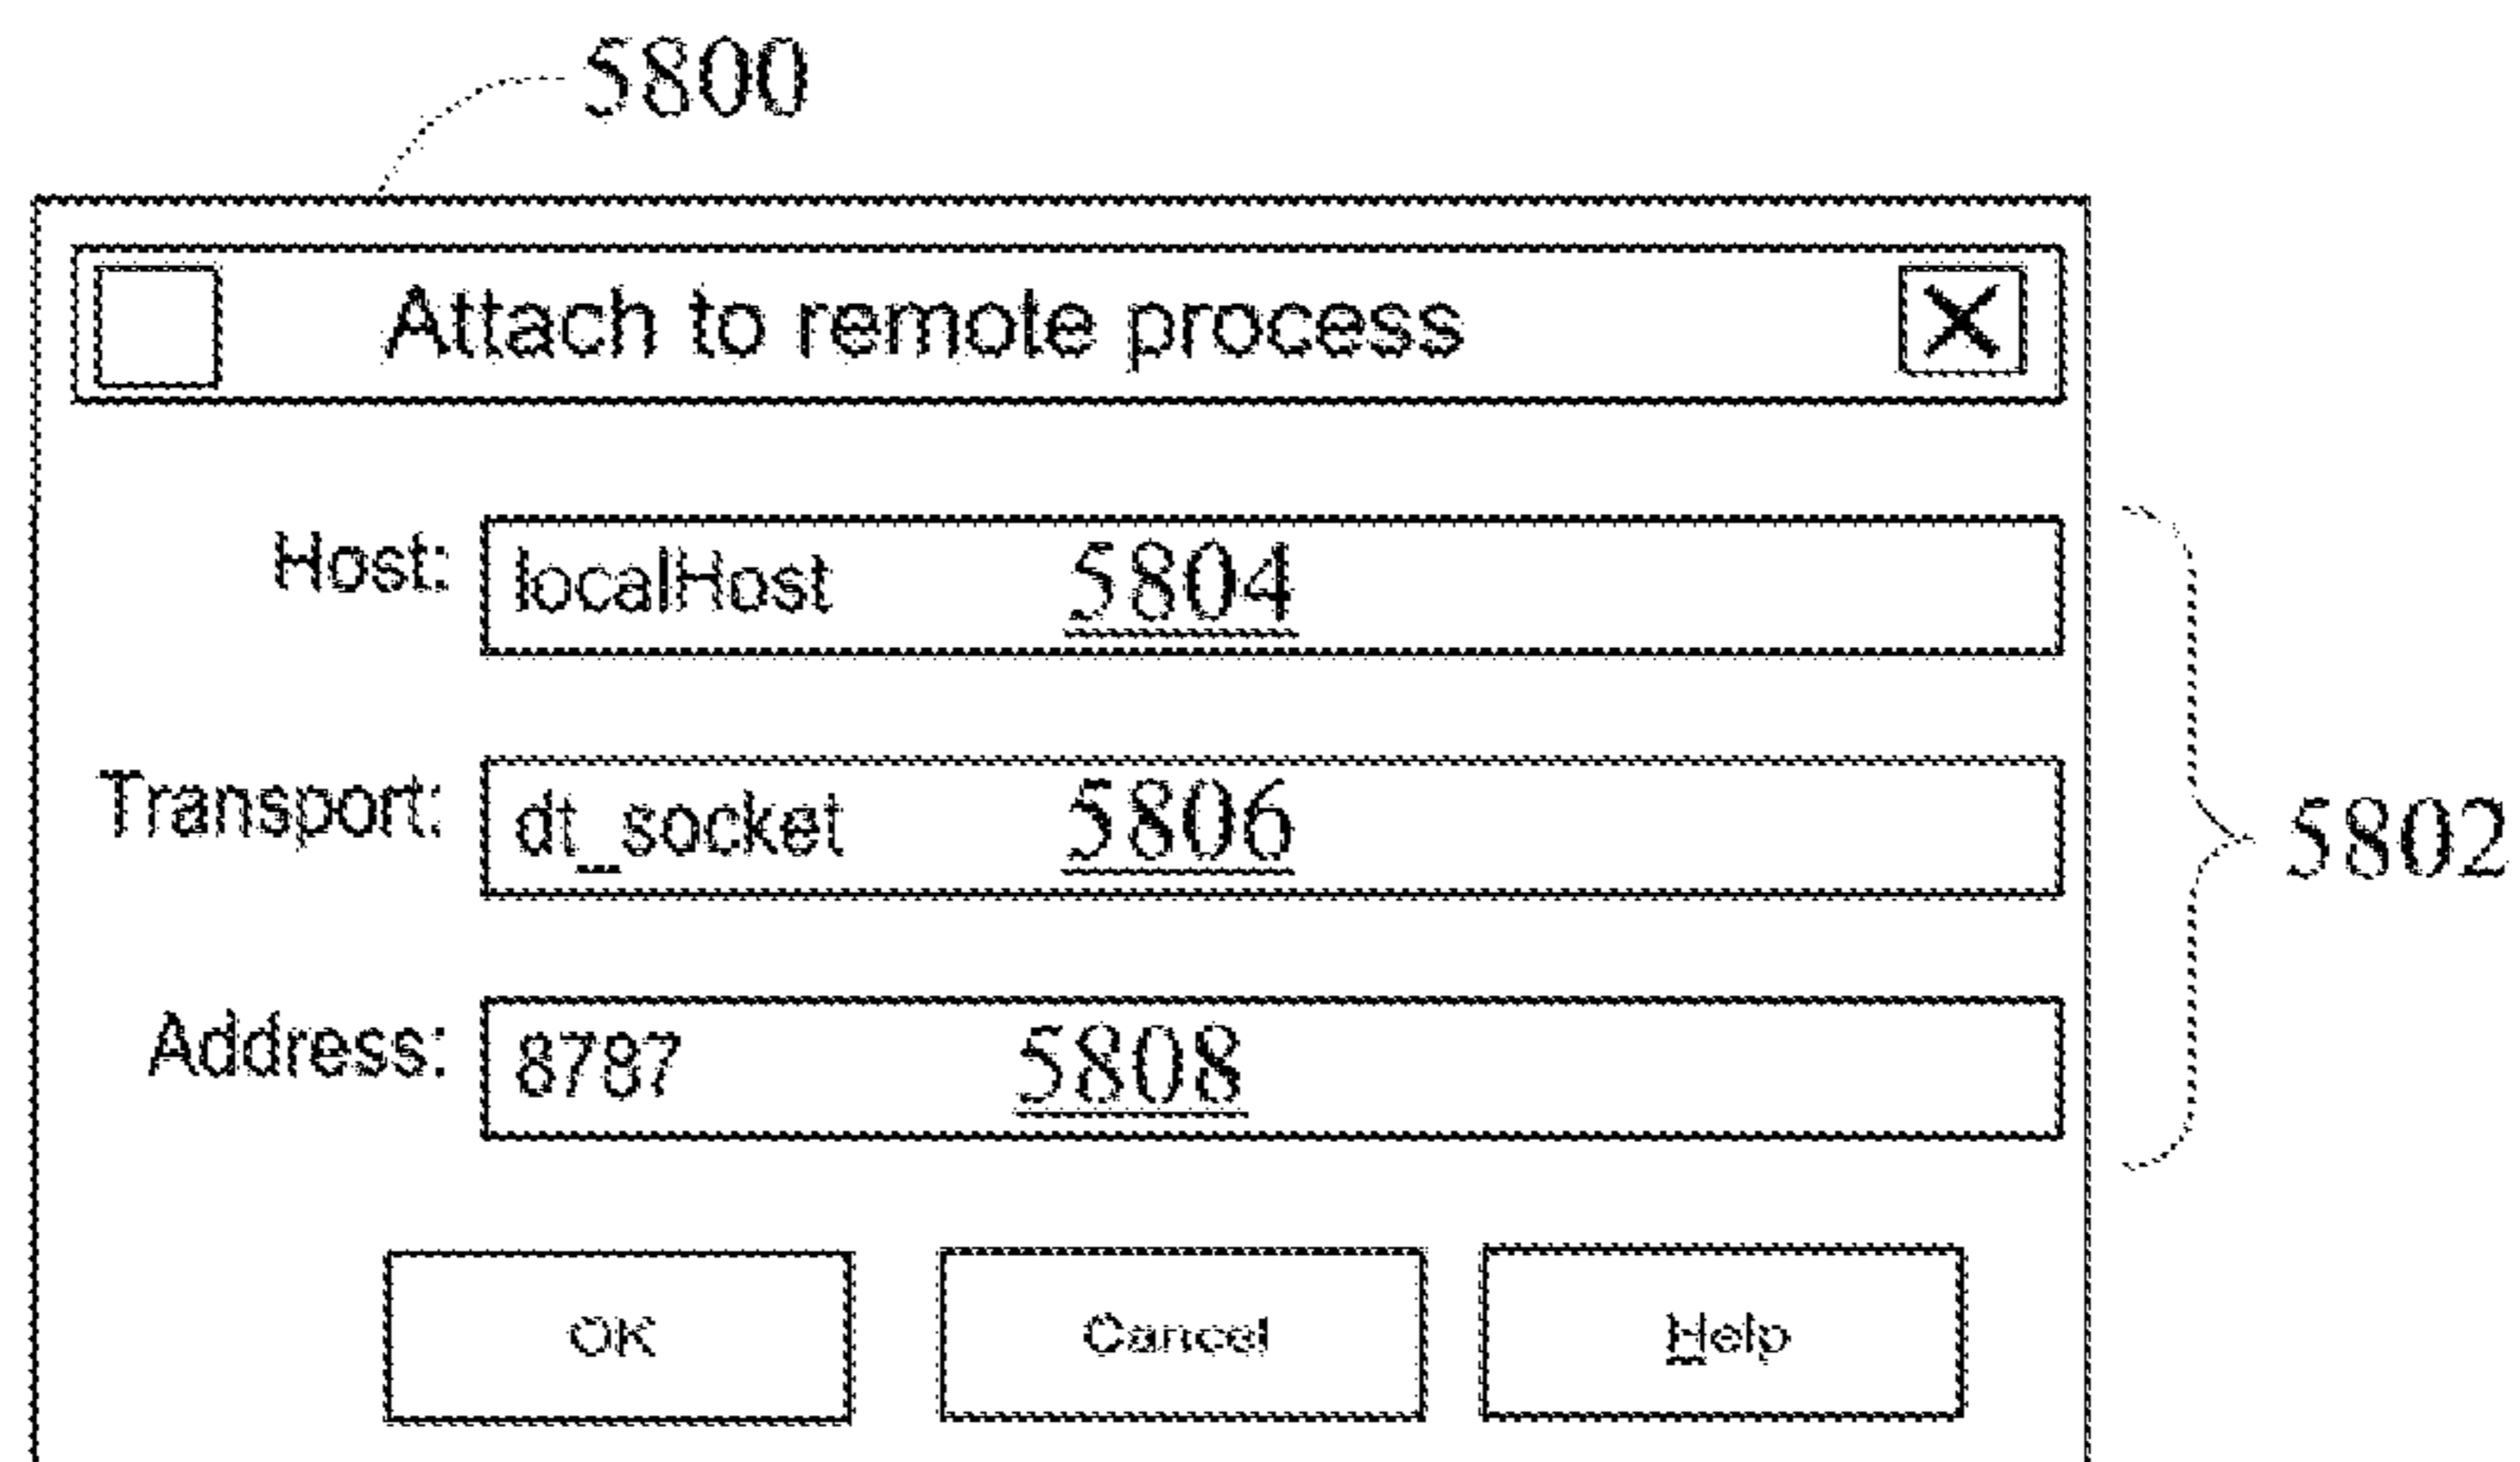 5800
Attach to remote process
Host: localHost 5804
Transport: dt_socket 5806
5802
Address: 8787 5808
OK Cancel Help